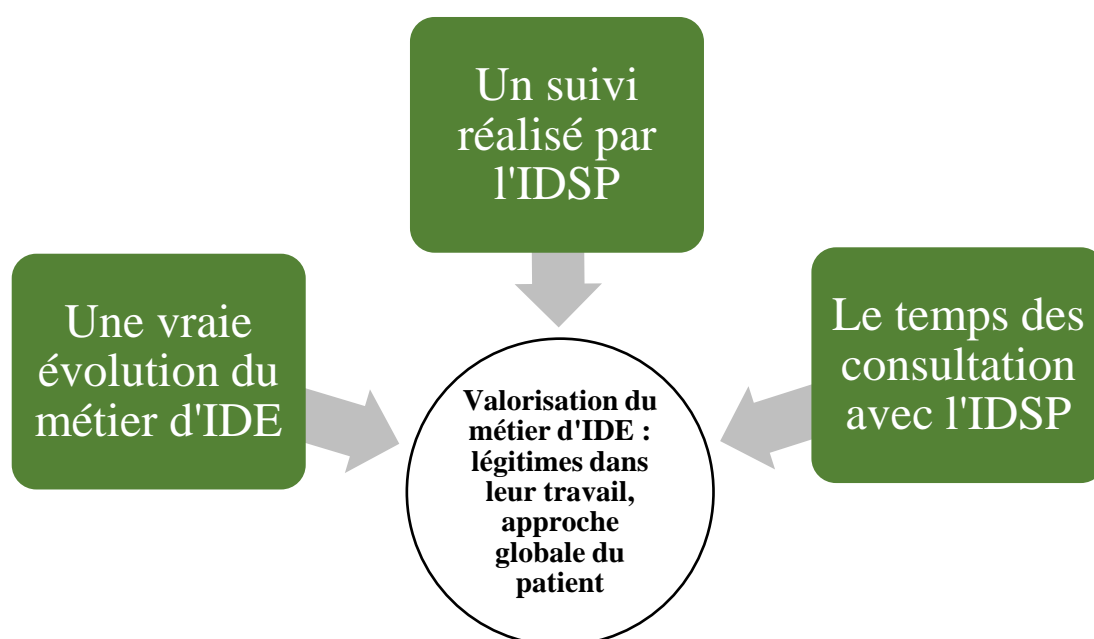 Un suivi
réalisé par
l'IDSP
Une vraie
évolution du
métier d'IDE
Le temps des
consultation
avec l'IDSP
Valorisation du
métier d'IDE :
légitimes dans
leur travail,
approche
globale du
patient